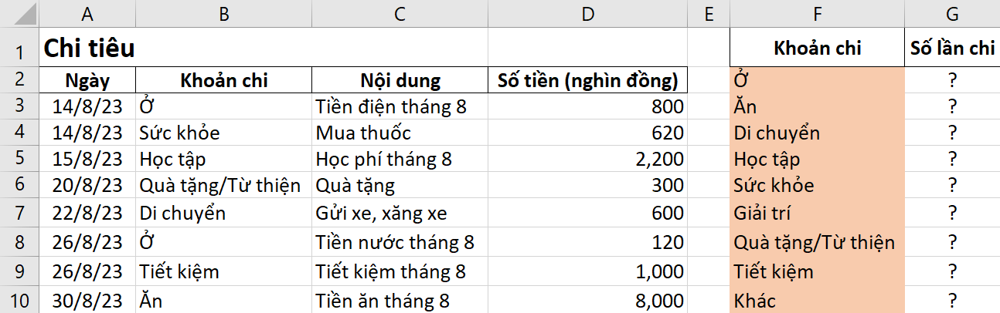 A B C D E F G
1 Chi tiêu Khoản chi Số lần chi
2 Ngày Khoản chi Nội dung Số tiền (nghìn đồng) Ở ?
3 14/8/23 Ở Tiền điện tháng 8 800 Ăn ?
4 14/8/23 Sức khỏe Mua thuốc 620 Di chuyển ?
5 15/8/23 Học tập Học phí tháng 8 2,200 Học tập ?
6 20/8/23 Quà tặng/Từ thiện Quà tặng 300 Sức khỏe ?
7 22/8/23 Di chuyển Gửi xe, xăng xe 600 Giải trí ?
8 26/8/23 Ở Tiền nước tháng 8 120 Quà tặng/Từ thiện ?
9 26/8/23 Tiết kiệm Tiết kiệm tháng 8 1,000 Tiết kiệm ?
10 30/8/23 Ăn Tiền ăn tháng 8 8,000 Khác ?